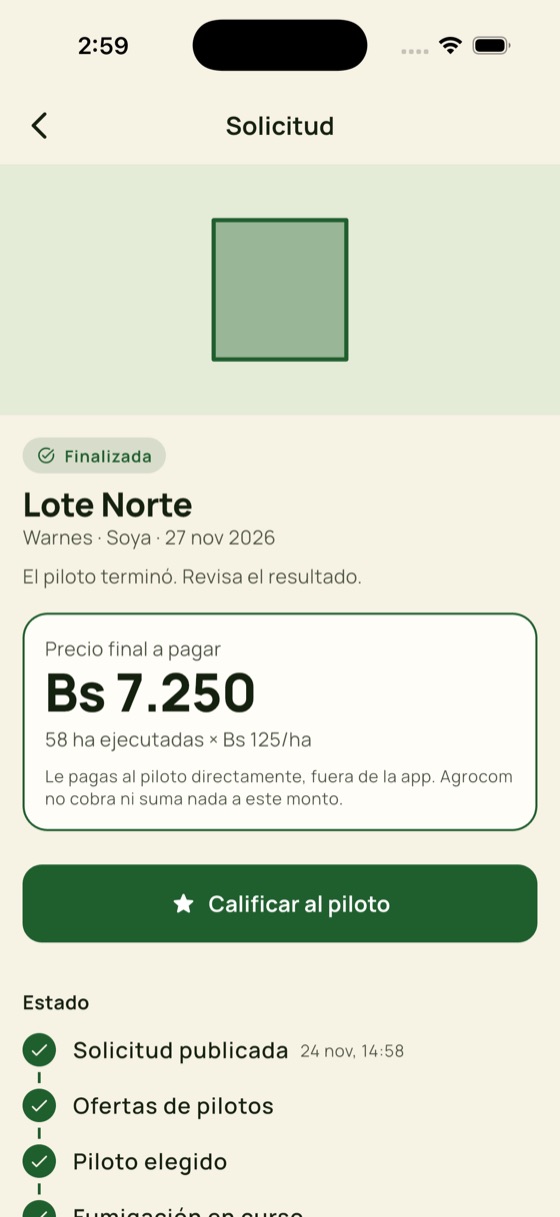 2:59
Solicitud
Finalizada
Lote Norte
Warnes · Soya · 27 nov 2026
El piloto terminó. Revisa el resultado.
Precio final a pagar
Bs 7.250
58 ha ejecutadas × Bs 125/ha
Le pagas al piloto directamente, fuera de la app. Agrocom
no cobra ni suma nada a este monto.
Calificar al piloto
Estado
Solicitud publicada 24 nov, 14:58
Ofertas de pilotos
Piloto elegido
Fumigación en curso